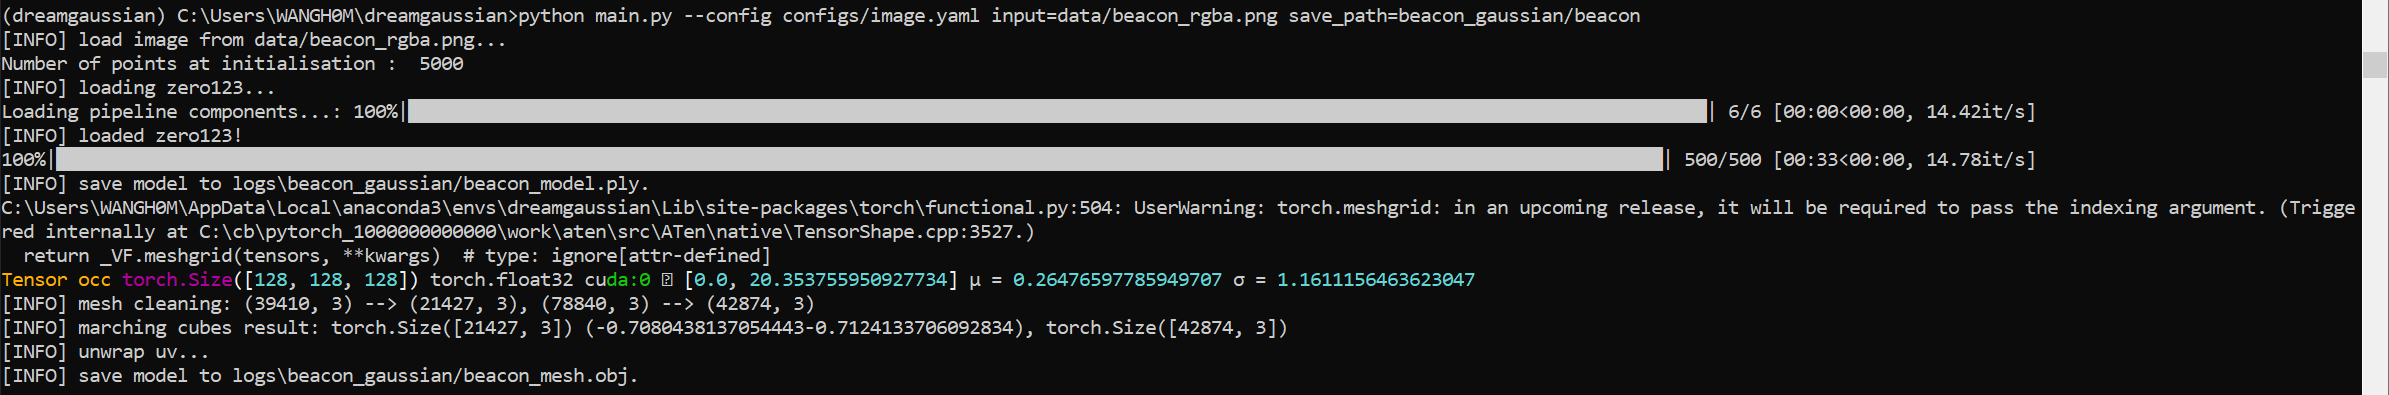 (dreamgaussian) C:\Users\WANGH0M\dreamgaussian>python main.py --config configs/image.yaml input=data/beacon_rgba.png save_path=beacon_gaussian/beacon
[INFO] load image from data/beacon_rgba.png...
Number of points at initialisation :  5000
[INFO] loading zero123...
Loading pipeline components...: 100%|██████████| 6/6 [00:00<00:00, 14.42it/s]
[INFO] loaded zero123!
100%|██████████| 500/500 [00:33<00:00, 14.78it/s]
[INFO] save model to logs\beacon_gaussian/beacon_model.ply.
C:\Users\WANGH0M\AppData\Local\anaconda3\envs\dreamgaussian\Lib\site-packages\torch\functional.py:504: UserWarning: torch.meshgrid: in an upcoming release, it will be required to pass the indexing argument. (Trigge
red internally at C:\cb\pytorch_1000000000000\work\aten\src\ATen\native\TensorShape.cpp:3527.)
  return _VF.meshgrid(tensors, **kwargs)  # type: ignore[attr-defined]
Tensor occ torch.Size([128, 128, 128]) torch.float32 cuda:0 [0.0, 20.353755950927734] μ = 0.26476597785949707 σ = 1.1611156463623047
[INFO] mesh cleaning: (39410, 3) --> (21427, 3), (78840, 3) --> (42874, 3)
[INFO] marching cubes result: torch.Size([21427, 3]) (-0.7080438137054443-0.7124133706092834), torch.Size([42874, 3])
[INFO] unwrap uv...
[INFO] save model to logs\beacon_gaussian/beacon_mesh.obj.